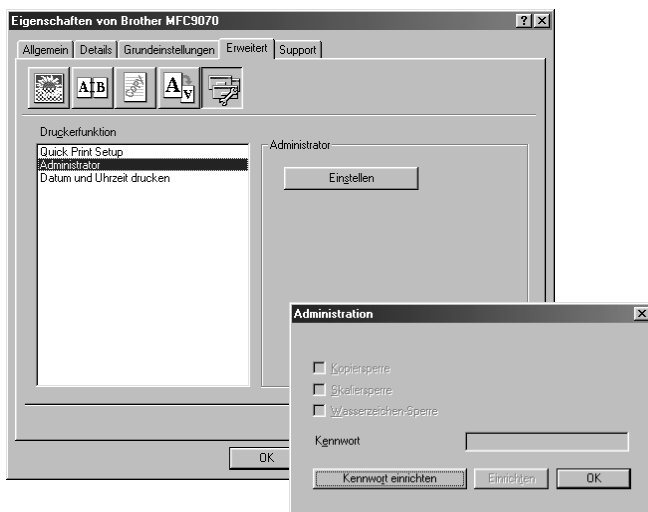 Eigenschaften von Brother MFC9070
Allgemein Details Grundeinstellungen Erweitert Support
A B
A A
Druckerfunktion
Quick Print Setup
Administrator
Datum und Uhrzeit drucken
Administrator
Einstellen
OK
Administration
Kopiersperre
Skaliersperre
Wasserzeichen-Sperre
Kennwort
Kennwort einrichten Einrichten OK